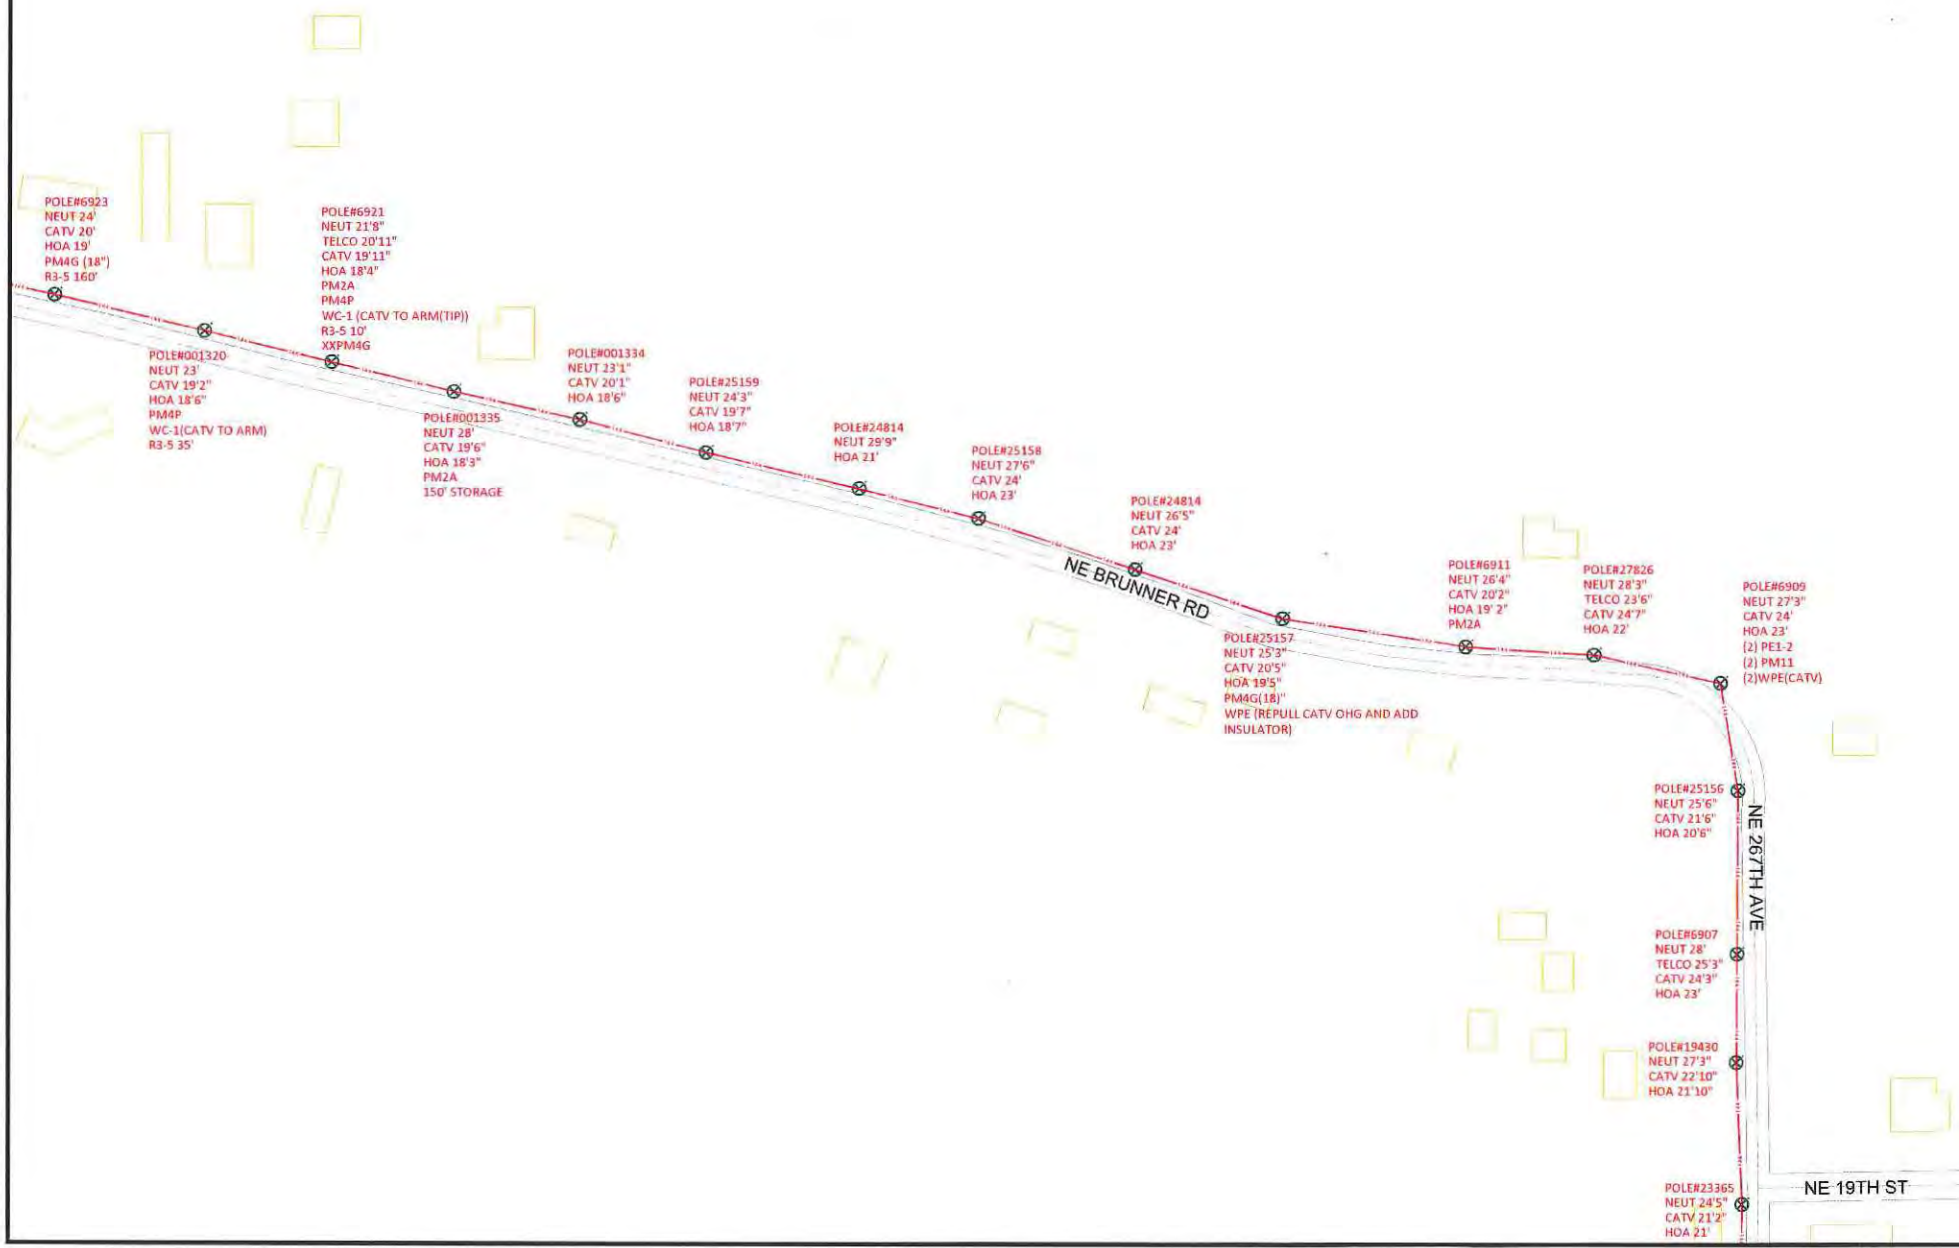 POLE#6923
NEUT 24'
CATV 20'
HOA 19'
PM4G (18")
R3-5 160'
POLE#001320
NEUT 23'
CATV 19'2"
HOA 18'6"
PM4P
WC-1(CATV TO ARM)
R3-5 35'
POLE#6921
NEUT 21'8"
TELCO 20'11"
CATV 19'11"
HOA 18'4"
PM2A
PM4P
WC-1 (CATV TO ARM(TIP))
R3-5 10'
XXPM4G
POLE#001335
NEUT 28'
CATV 19'6"
HOA 18'3"
PM2A
150' STORAGE
POLE#001334
NEUT 23'1"
CATV 20'1"
HOA 18'6"
POLE#25159
NEUT 24'3"
CATV 19'7"
HOA 18'7"
POLE#24814
NEUT 29'9"
HOA 21'
POLE#25158
NEUT 27'6"
CATV 24'
HOA 23'
POLE#24814
NEUT 26'5"
CATV 24'
HOA 23'
NE BRUNNER RD
POLE#25157
NEUT 25'3"
CATV 20'5"
HOA 19'5"
PM4G(18)"
WPE (REPULL CATV OHG AND ADD
INSULATOR)
POLE#6911
NEUT 26'4"
CATV 20'2"
HOA 19' 2"
PM2A
POLE#27826
NEUT 28'3"
TELCO 23'6"
CATV 24'7"
HOA 22'
POLE#6909
NEUT 27'3"
CATV 24'
HOA 23'
(2) PE1-2
(2) PM11
(2)WPE(CATV)
POLE#25156
NEUT 25'6"
CATV 21'6"
HOA 20'6"
NE 267TH AVE
POLE#6907
NEUT 28'
TELCO 25'3"
CATV 24'3"
HOA 23'
POLE#19430
NEUT 27'3"
CATV 22'10"
HOA 21'10"
POLE#23365
NEUT 24'5"
CATV 21'2"
HOA 21'
NE 19TH ST